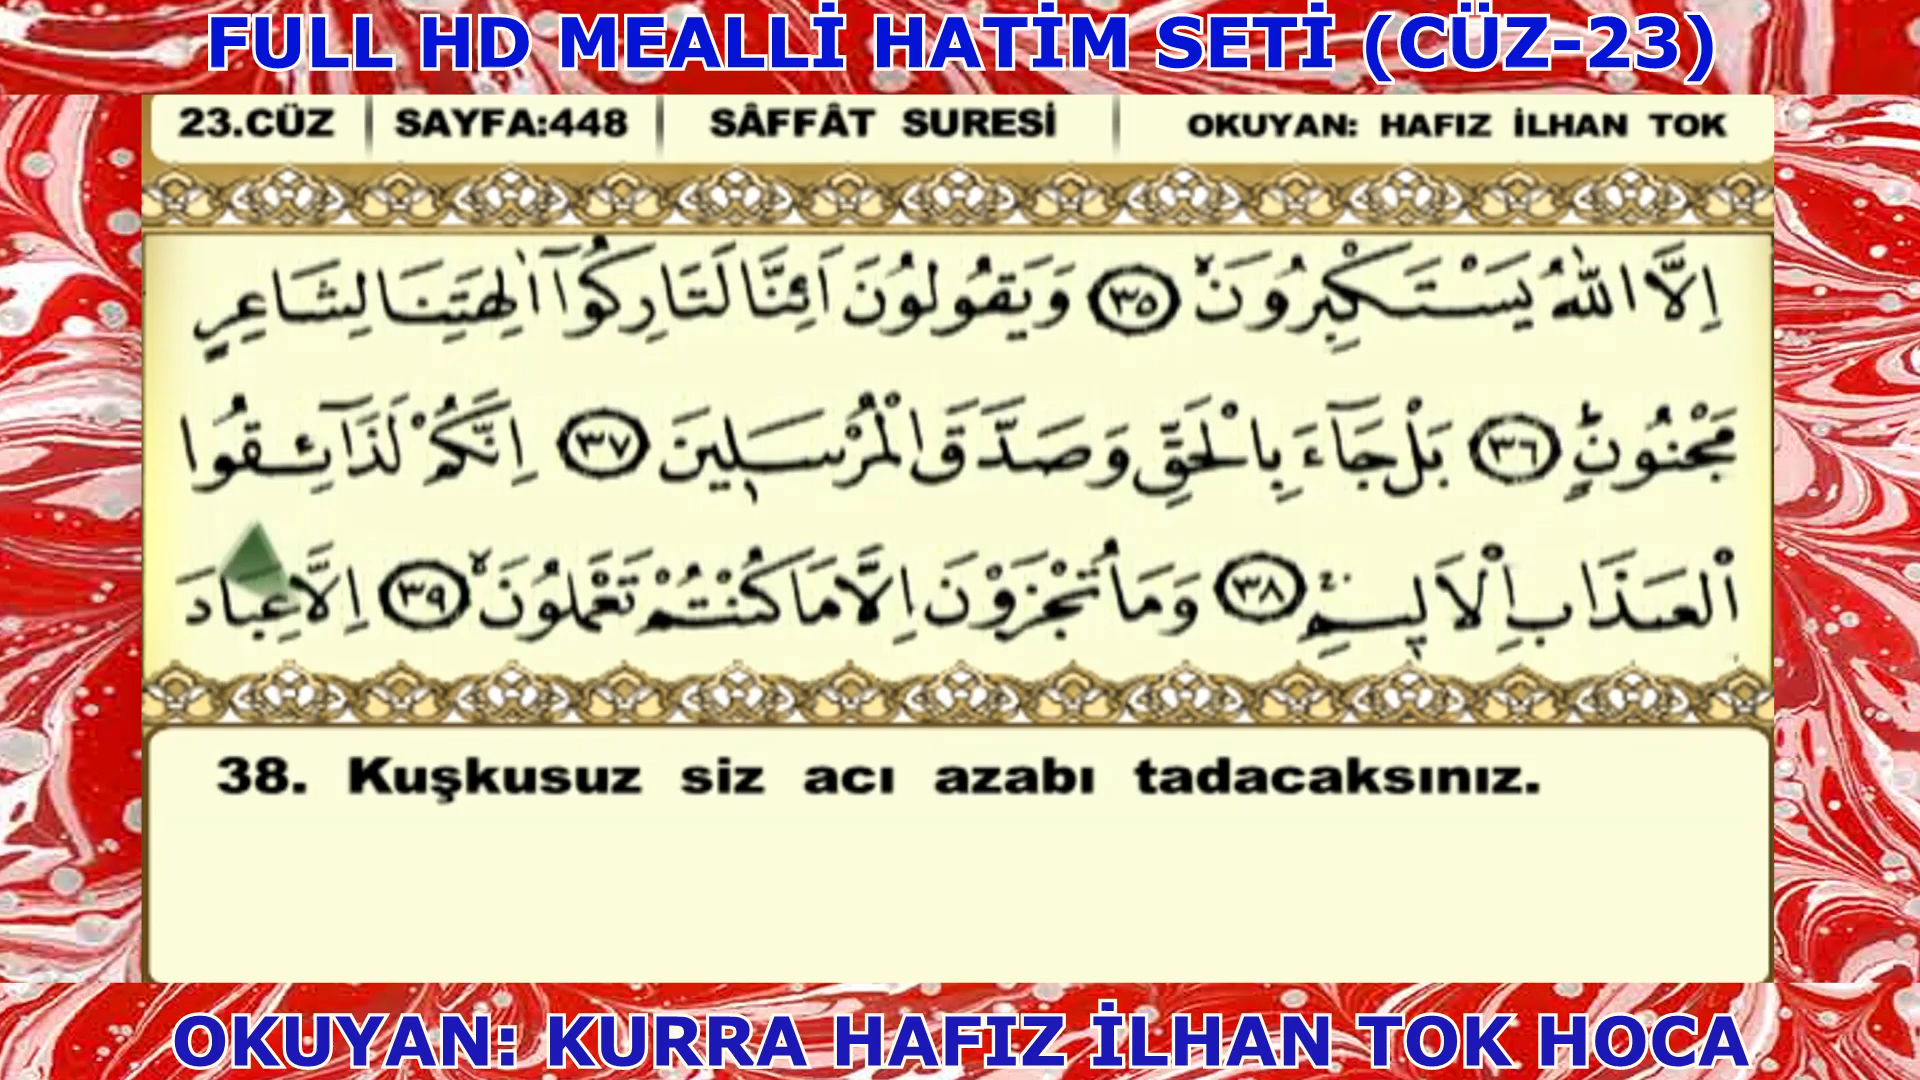 FULL HD MEALLİ HATİM SETİ (CÜZ-23)
23.CÜZ | SAYFA:448 | SÂFFÂT SURESİ | OKUYAN: HAFIZ İLHAN TOK
اِلَّا اللّٰهُ يَسْتَكْبِرُونَۙ ﴿٣٥﴾ وَيَقُولُونَ اَئِنَّا لَتَارِكُٓوا اٰلِهَتِنَا لِشَاعِرٍ
مَجْنُونٍۜ ﴿٣٦﴾ بَلْ جَٓاءَ بِالْحَقِّ وَصَدَّقَ الْمُرْسَلٖينَ ﴿٣٧﴾ اِنَّكُمْ لَذَٓائِقُوا
الْعَذَابِ الْاَلٖيمِۚ ﴿٣٨﴾ وَمَا تُجْزَوْنَ اِلَّا مَا كُنْتُمْ تَعْمَلُونَۙ ﴿٣٩﴾ اِلَّا عِبَادَ
38. Kuşkusuz siz acı azabı tadacaksınız.
OKUYAN: KURRA HAFIZ İLHAN TOK HOCA